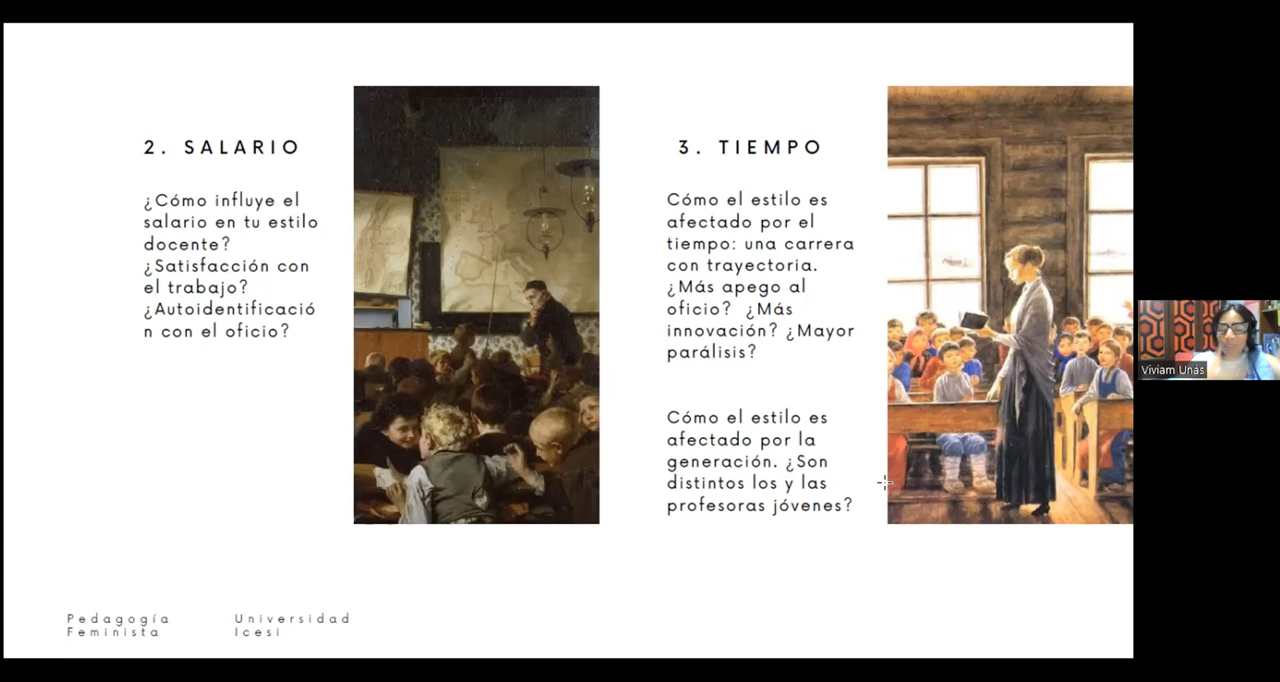 2. SALARIO
¿Cómo influye el
salario en tu estilo
docente?
¿Satisfacción con
el trabajo?
¿Autoidentificació
n con el oficio?
3. TIEMPO
Cómo el estilo es
afectado por el
tiempo: una carrera
con trayectoria.
¿Más apego al
oficio? ¿Más
innovación? ¿Mayor
parálisis?
Cómo el estilo es
afectado por la
generación. ¿Son
distintos los y las
profesoras jóvenes?
Pedagogía
Feminista
Universidad
Icesi
Viviam Unás